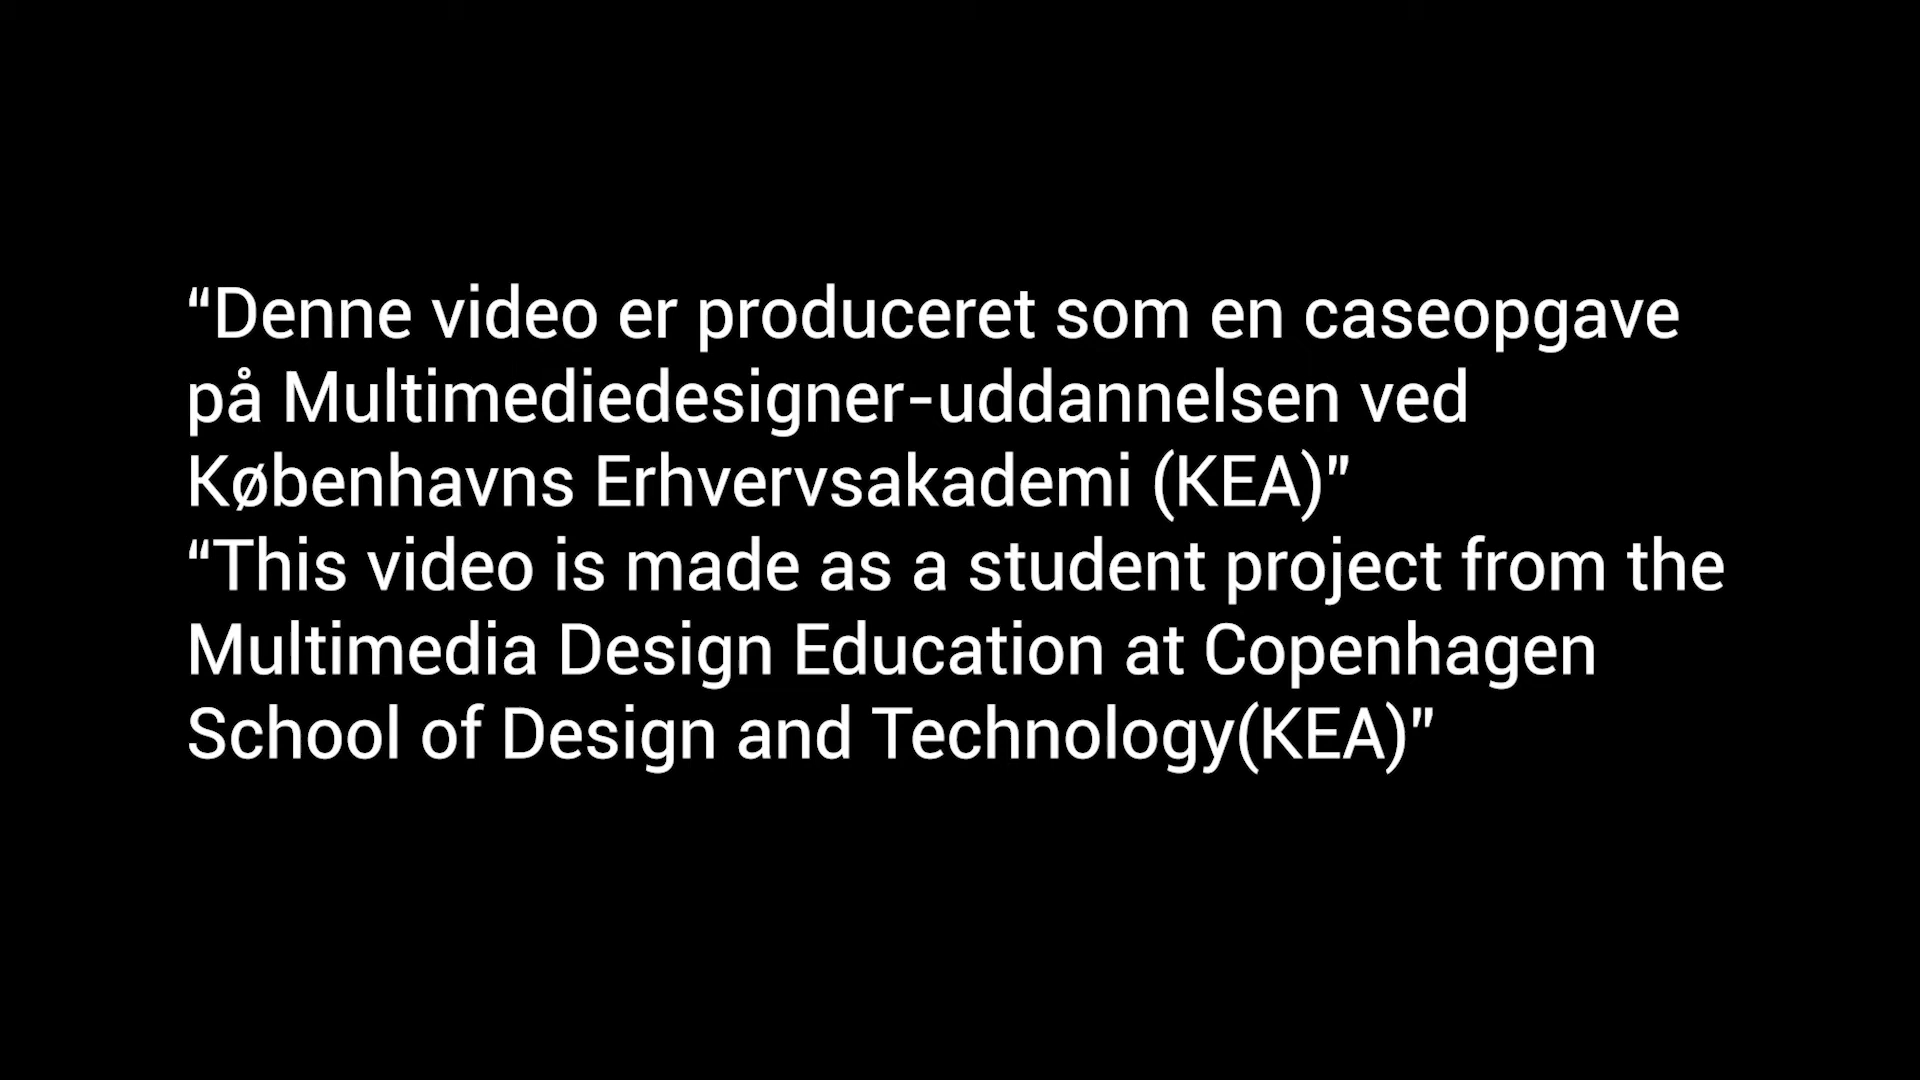 “Denne video er produceret som en caseopgave
på Multimediedesigner-uddannelsen ved
Københavns Erhvervsakademi (KEA)”
“This video is made as a student project from the
Multimedia Design Education at Copenhagen
School of Design and Technology(KEA)”